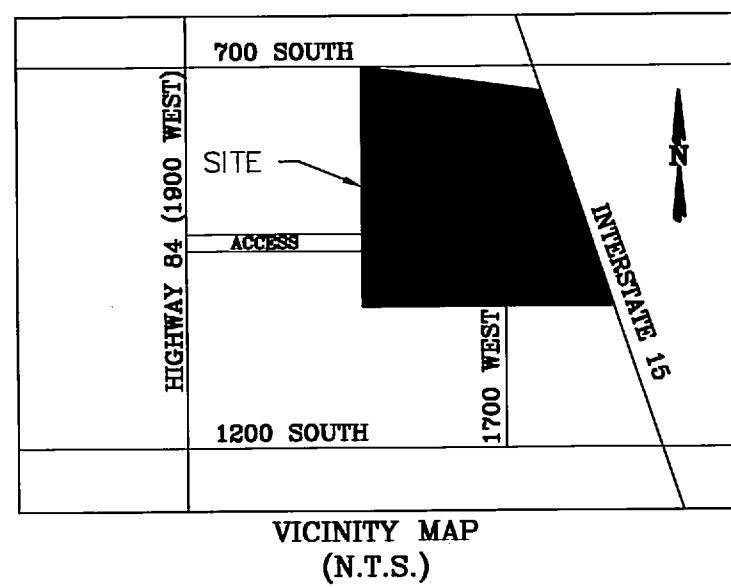 700 SOUTH
HIGHWAY 84 (1900 WEST)
SITE
N
ACCESS
INTERSTATE 15
1700 WEST
1200 SOUTH
VICINITY MAP
(N.T.S.)